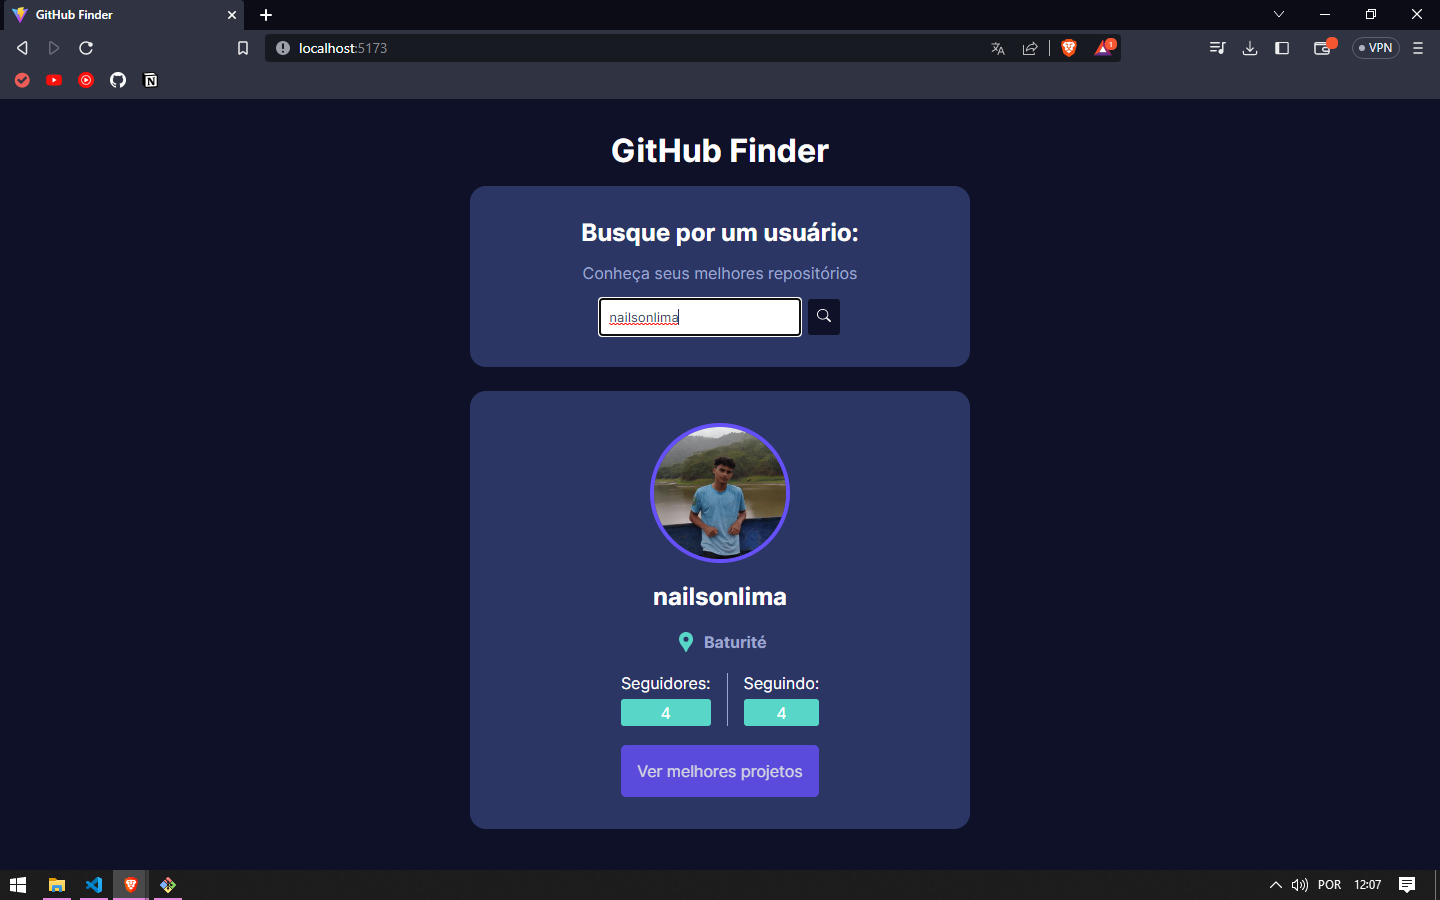 GitHub Finder
localhost:5173
1
VPN
GitHub Finder
Busque por um usuário:
Conheça seus melhores repositórios
nailsonlima
nailsonlima
Baturité
Seguidores:
Seguindo:
4
4
Ver melhores projetos
POR
12:07